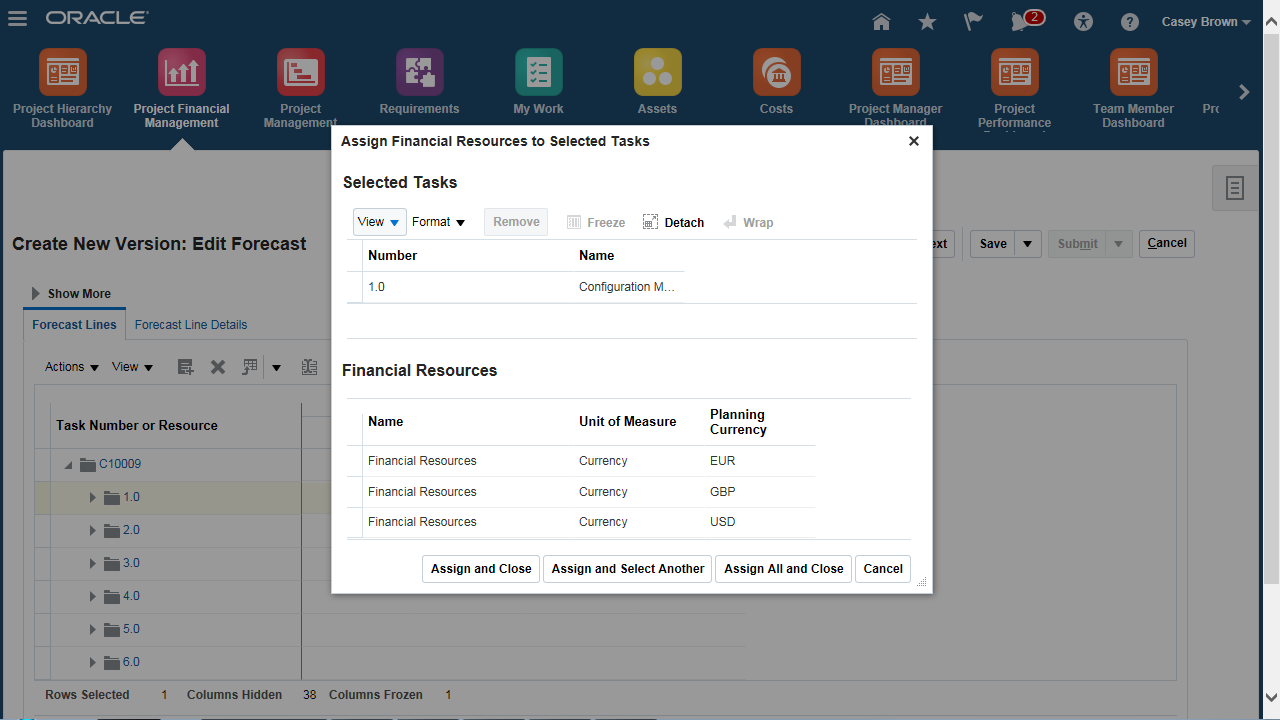 ORACLE
2
Casey Brown
Project Hierarchy
Dashboard
Project Financial
Management
Project
Management
Requirements
My Work
Assets
Costs
Project Manager
Dashboard
Project
Performance
Team Member
Dashboard
Assign Financial Resources to Selected Tasks
Selected Tasks
View Format Remove Freeze Detach Wrap
Number Name
1.0 Configuration M...
Financial Resources
Name Unit of Measure Planning
Currency
Financial Resources Currency EUR
Financial Resources Currency GBP
Financial Resources Currency USD
Assign and Close Assign and Select Another Assign All and Close Cancel
Create New Version: Edit Forecast
ext Save Submit Cancel
Show More
Forecast Lines Forecast Line Details
Actions View
Task Number or Resource
C10009
1.0
2.0
3.0
4.0
5.0
6.0
Rows Selected 1 Columns Hidden 38 Columns Frozen 1